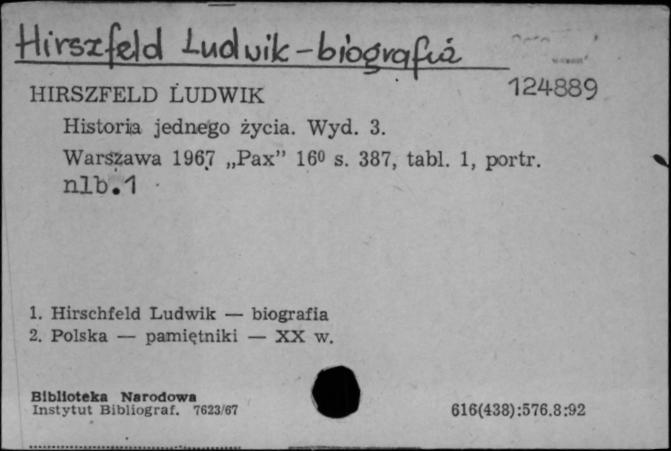 Hirszfeld Ludwik - biografia
124889
HIRSZFELD LUDWIK
Historia jednego życia. Wyd. 3.
Warszawa 1967 „Pax” 16⁰ s. 387, tabl. 1, portr.
nlb.1
1. Hirschfeld Ludwik — biografia
2. Polska — pamiętniki — XX w.
Biblioteka Narodowa
Instytut Bibliograf. 7623/67
616(438):576.8:92